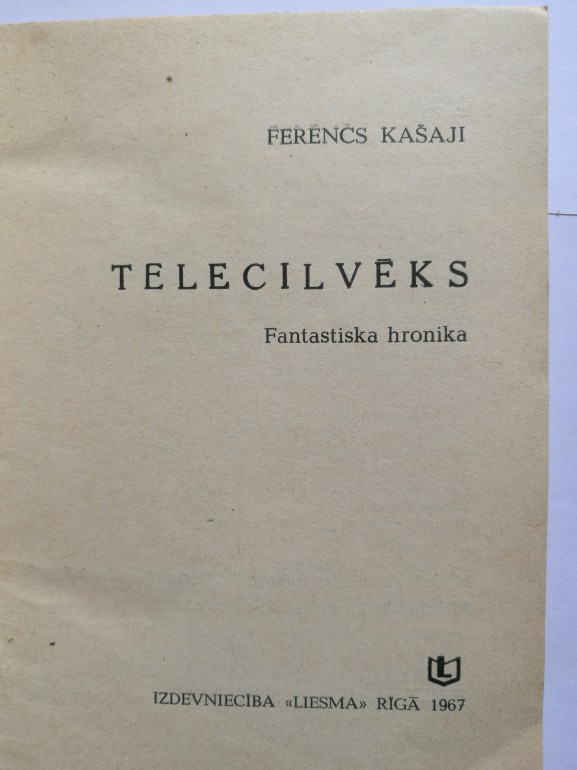 FERENCS KAŠAJI
TELECILVĒKS
Fantastiska hronika
L
IZDEVNIECĪBA «LIESMA» RĪGĀ 1967